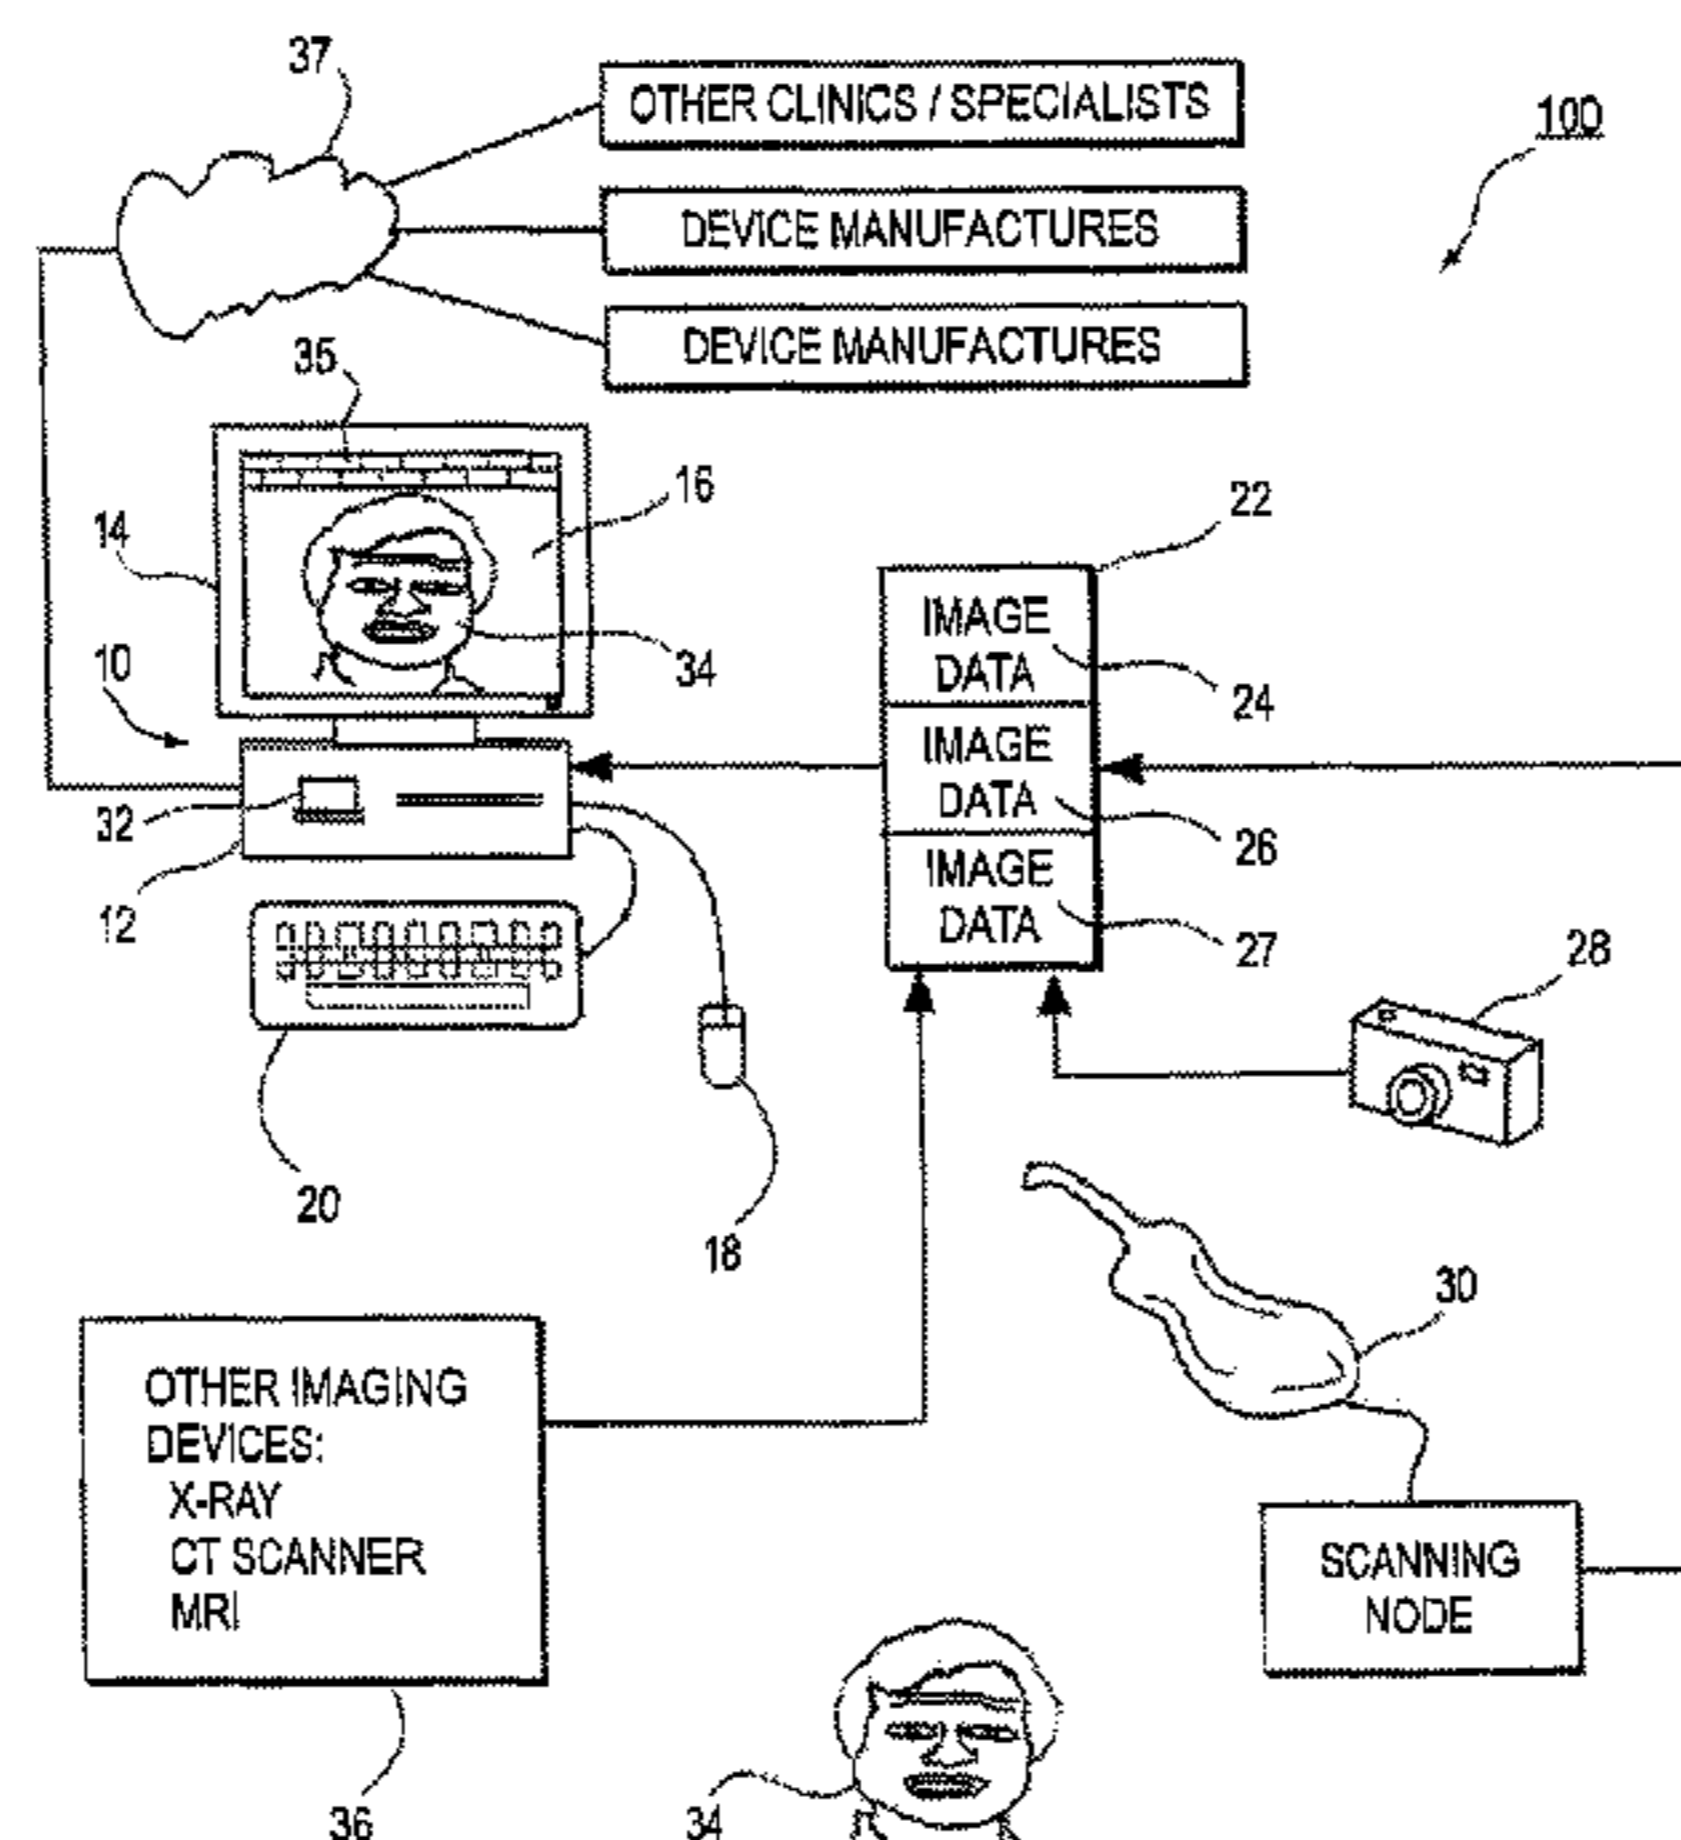 37
OTHER CLINICS / SPECIALISTS
100
DEVICE MANUFACTURES
DEVICE MANUFACTURES
35
16
22
14
IMAGE
DATA
34
24
10
IMAGE
DATA
32
26
12
IMAGE
DATA
27
28
20
18
30
OTHER IMAGING
DEVICES:
X-RAY
CT SCANNER
MRI
SCANNING
NODE
36
34